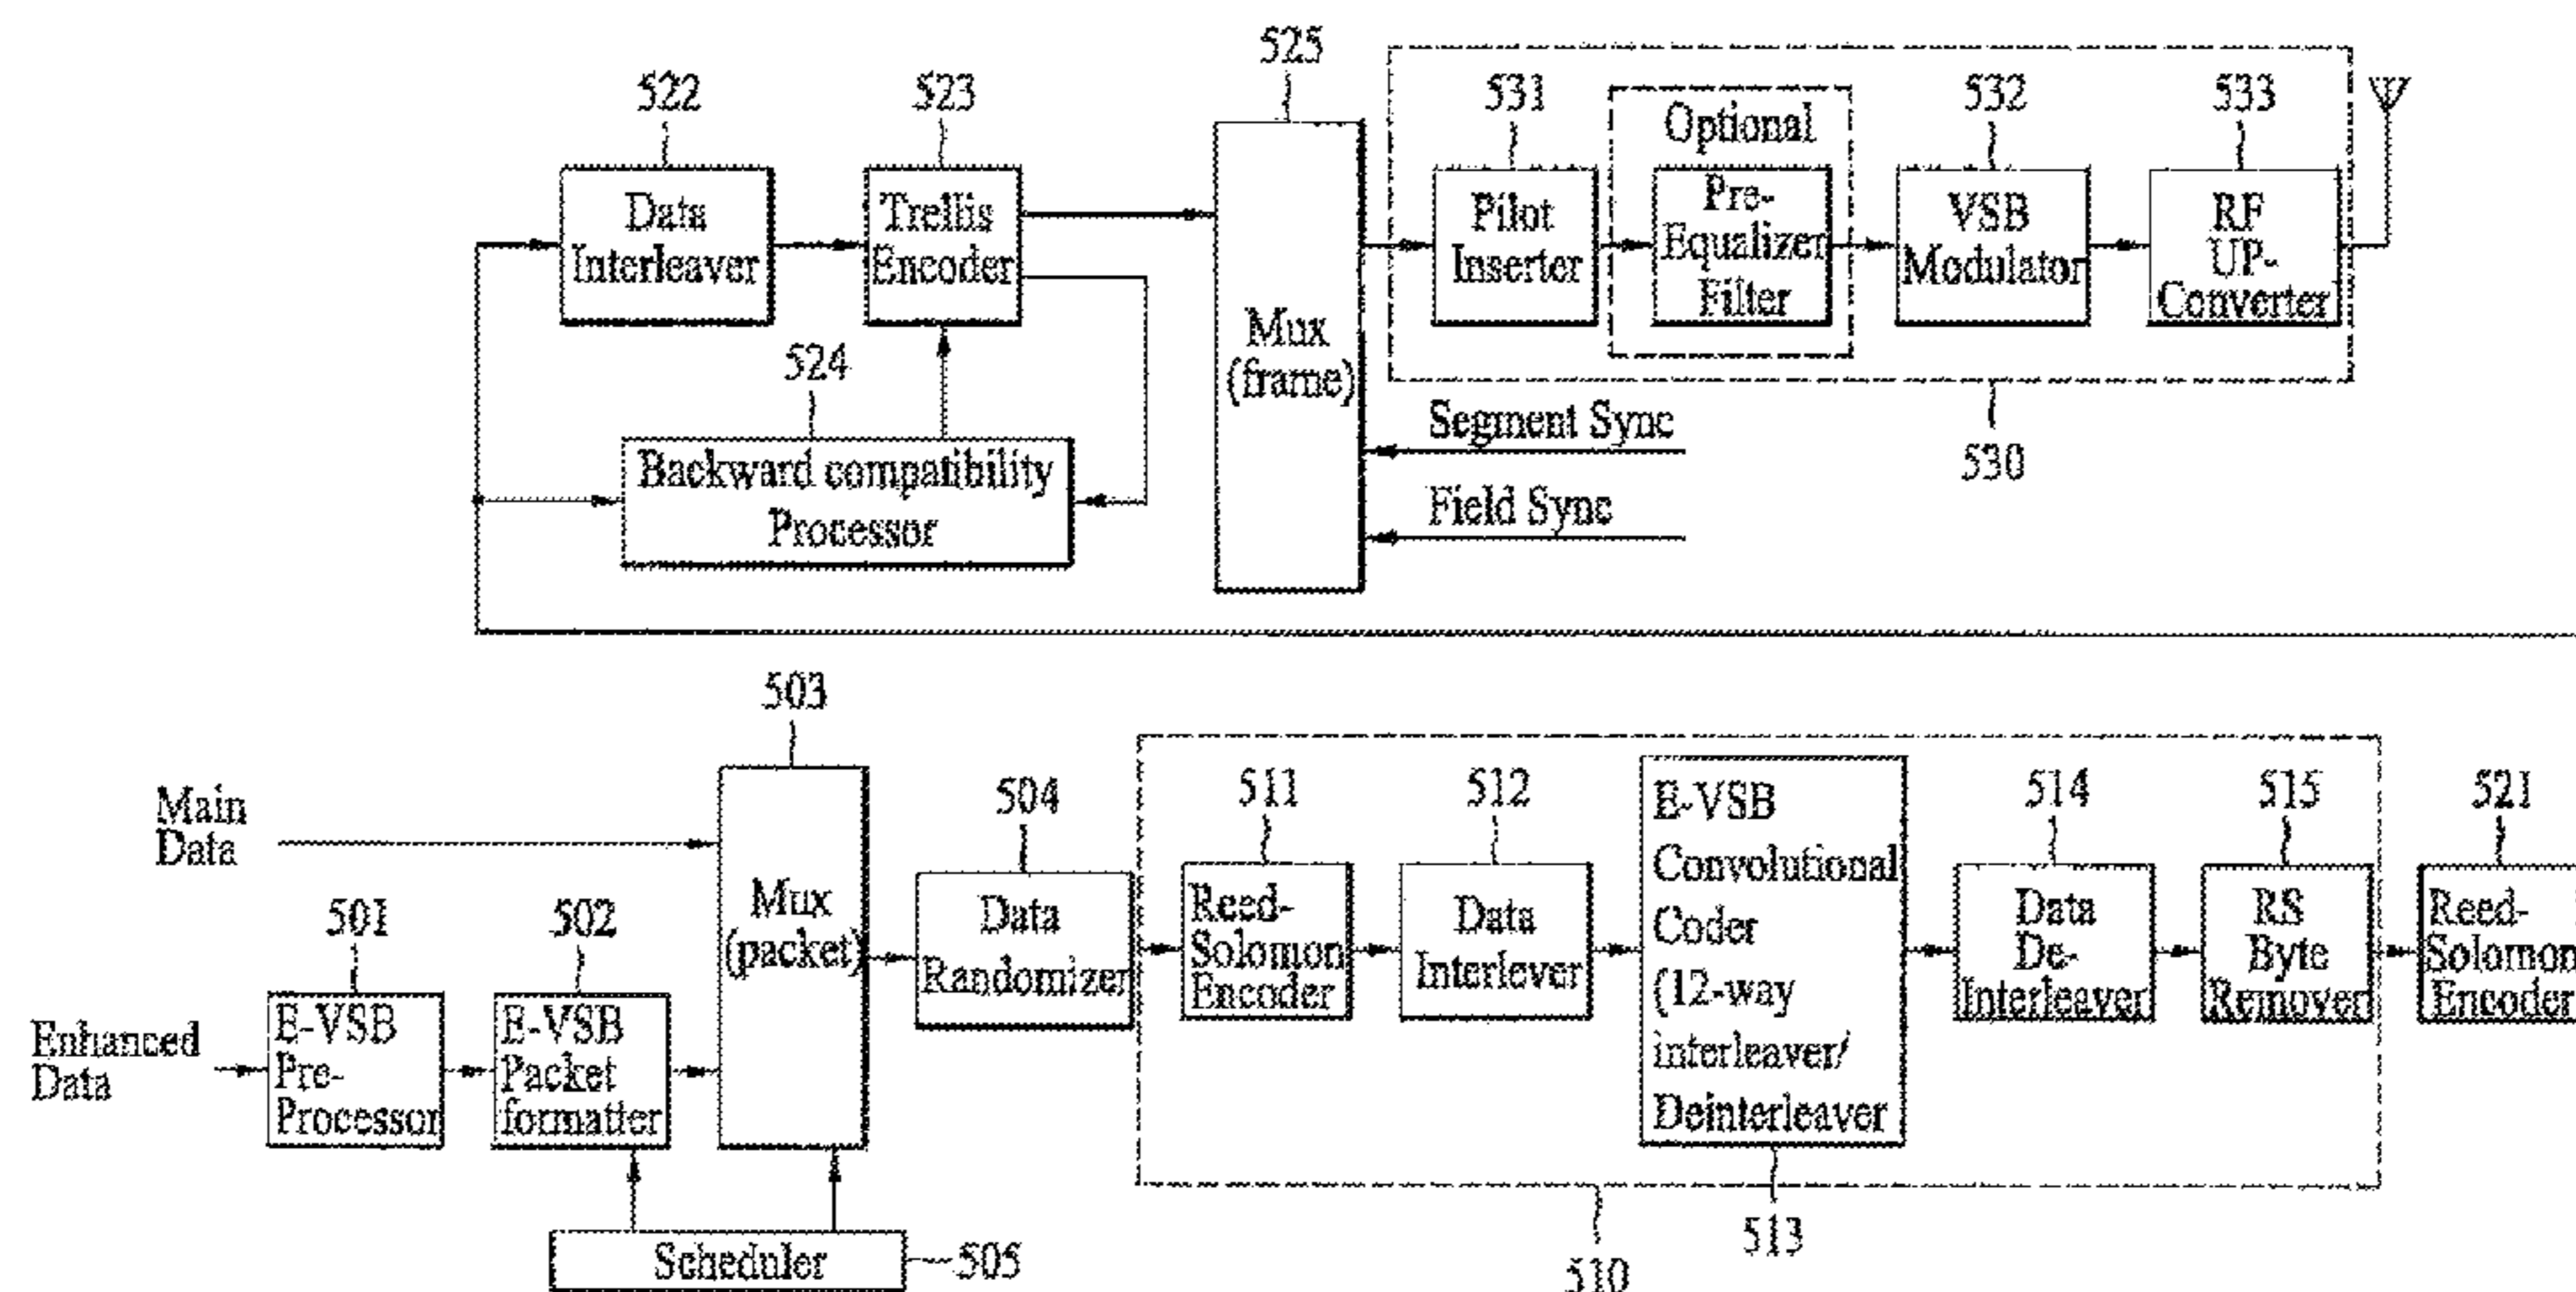 525
522
523
531
532
533
Optional
Data
Interleaver
Trellis
Encoder
Pilot
Inserter
Pre-
Equalizer
Filter
VSB
Modulator
RF
UP-
Converter
Mux
(frame)
524
Backward compatibility
Processor
Segment Sync
Field Sync
530
503
Main
Data
Mux
(packet)
504
Data
Randomizer
511
Reed-
Solomon
Encoder
512
Data
Interlever
E-VSB
Convolutional
Coder
(12-way
interleaver/
Deinterleaver
514
Data
De-
Interleaver
515
RS
Byte
Remover
521
Reed-
Solomon
Encoder
501
502
Enhanced
Data
E-VSB
Pre-
Processor
E-VSB
Packet
formatter
Scheduler
505
513
510